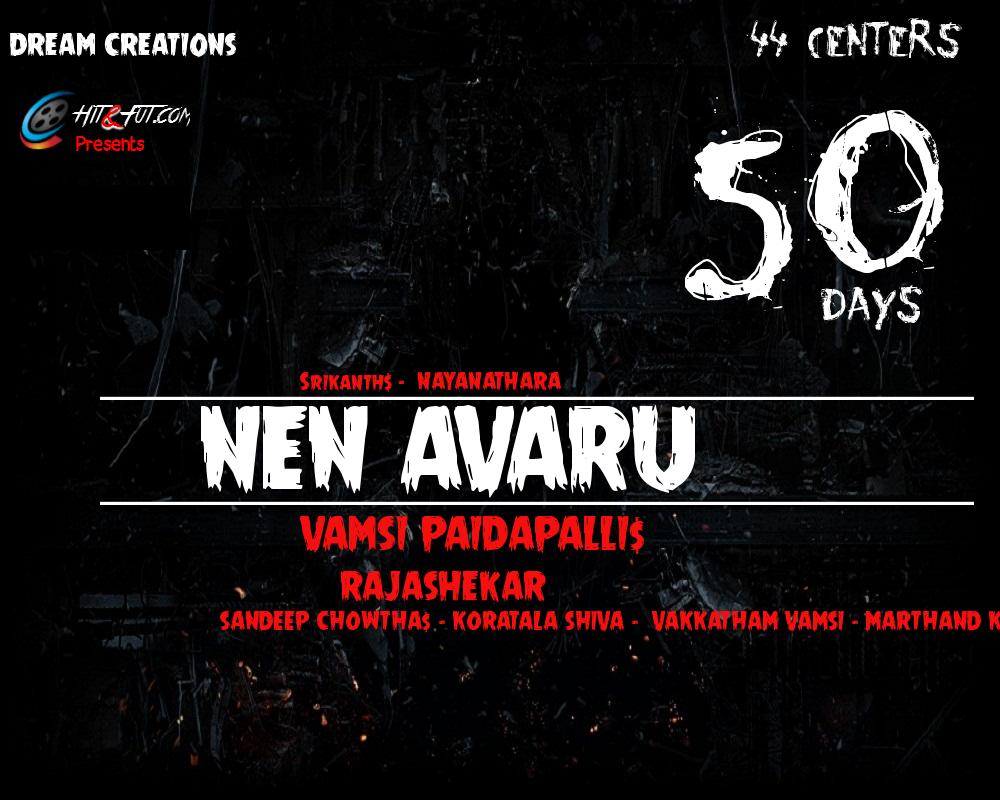 DREAM CREATIONS
44 CENTERS
HIT&FUT.COM
Presents
50
DAYS
SRIKANTH$ - NAYANATHARA
NEN AVARU
VAMSI PAIDAPALLI$
RAJASHEKAR
SANDEEP CHOWTHA$ - KORATALA SHIVA - VAKKATHAM VAMSI - MARTHAND K